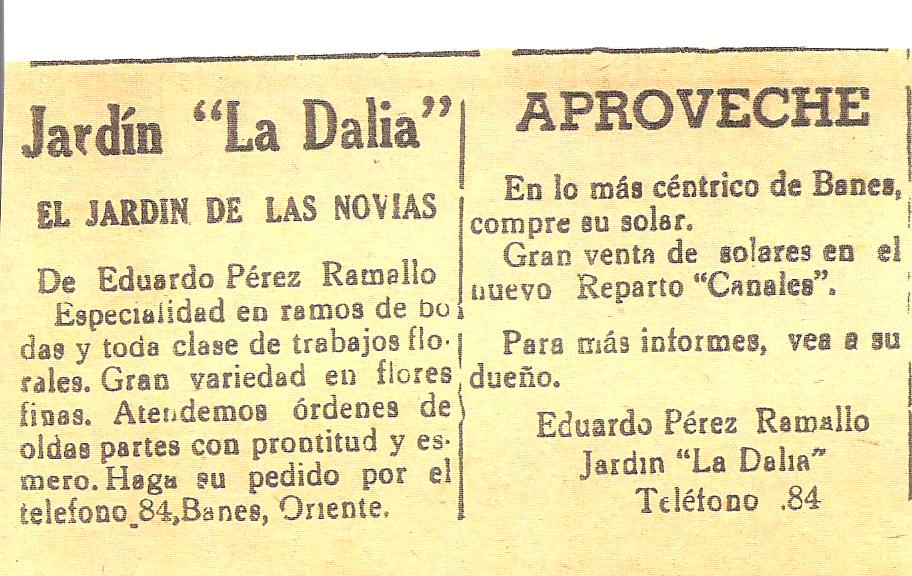 Jardín "La Dalia"
EL JARDIN DE LAS NOVIAS
De Eduardo Pérez Ramallo
Especialidad en ramos de bo
das y toda clase de trabajos flo-
rales. Gran variedad en flores
finas. Atendemos órdenes de
oldas partes con prontitud y es-
mero. Haga su pedido por el
telefono 84, Banes, Oriente.
APROVECHE
En lo más céntrico de Banes,
compre su solar.
Gran venta de solares en el
nuevo Reparto "Canales".
Para más informes, vea a su
dueño.
Eduardo Pérez Ramallo
Jardin "La Dalia"
Teléfono .84